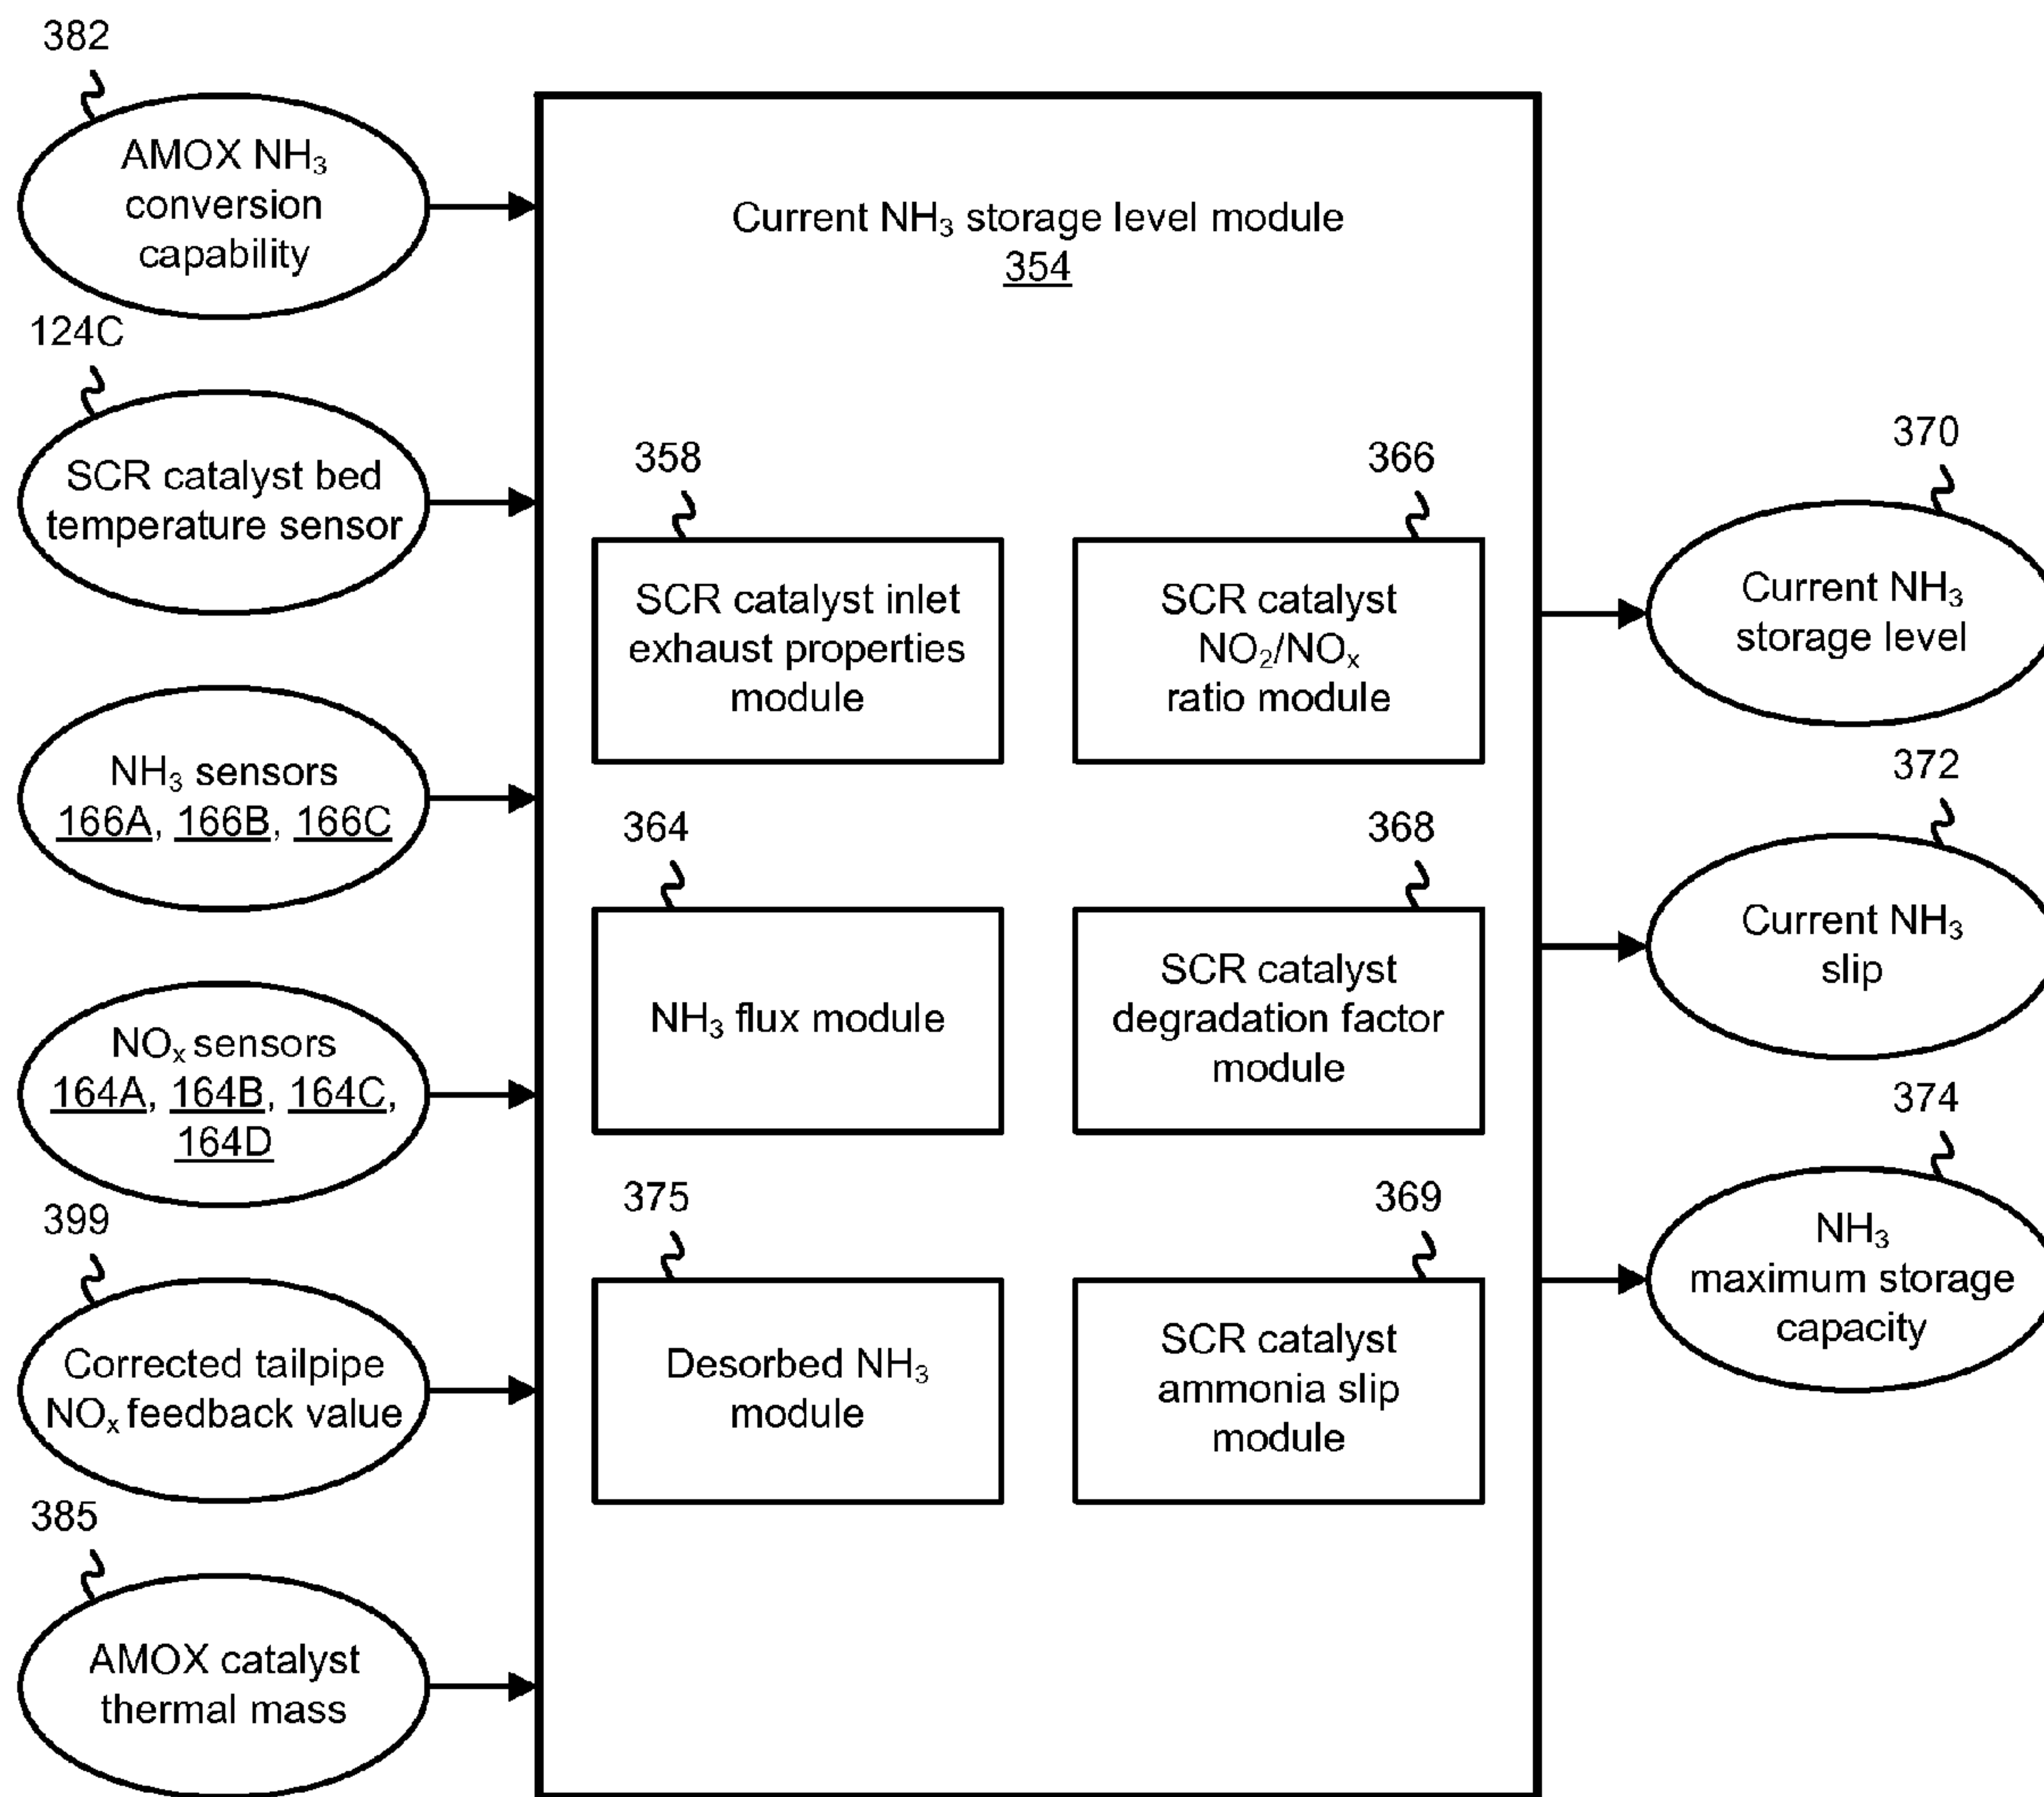 382
AMOX NH₃
conversion
capability
124C
SCR catalyst bed
temperature sensor
NH₃ sensors
166A, 166B, 166C
NOₓ sensors
164A, 164B, 164C,
164D
399
Corrected tailpipe
NOₓ feedback value
385
AMOX catalyst
thermal mass
Current NH₃ storage level module
354
358
SCR catalyst inlet
exhaust properties
module
366
SCR catalyst
NO₂/NOₓ
ratio module
364
NH₃ flux module
368
SCR catalyst
degradation factor
module
375
Desorbed NH₃
module
369
SCR catalyst
ammonia slip
module
370
Current NH₃
storage level
372
Current NH₃
slip
374
NH₃
maximum storage
capacity